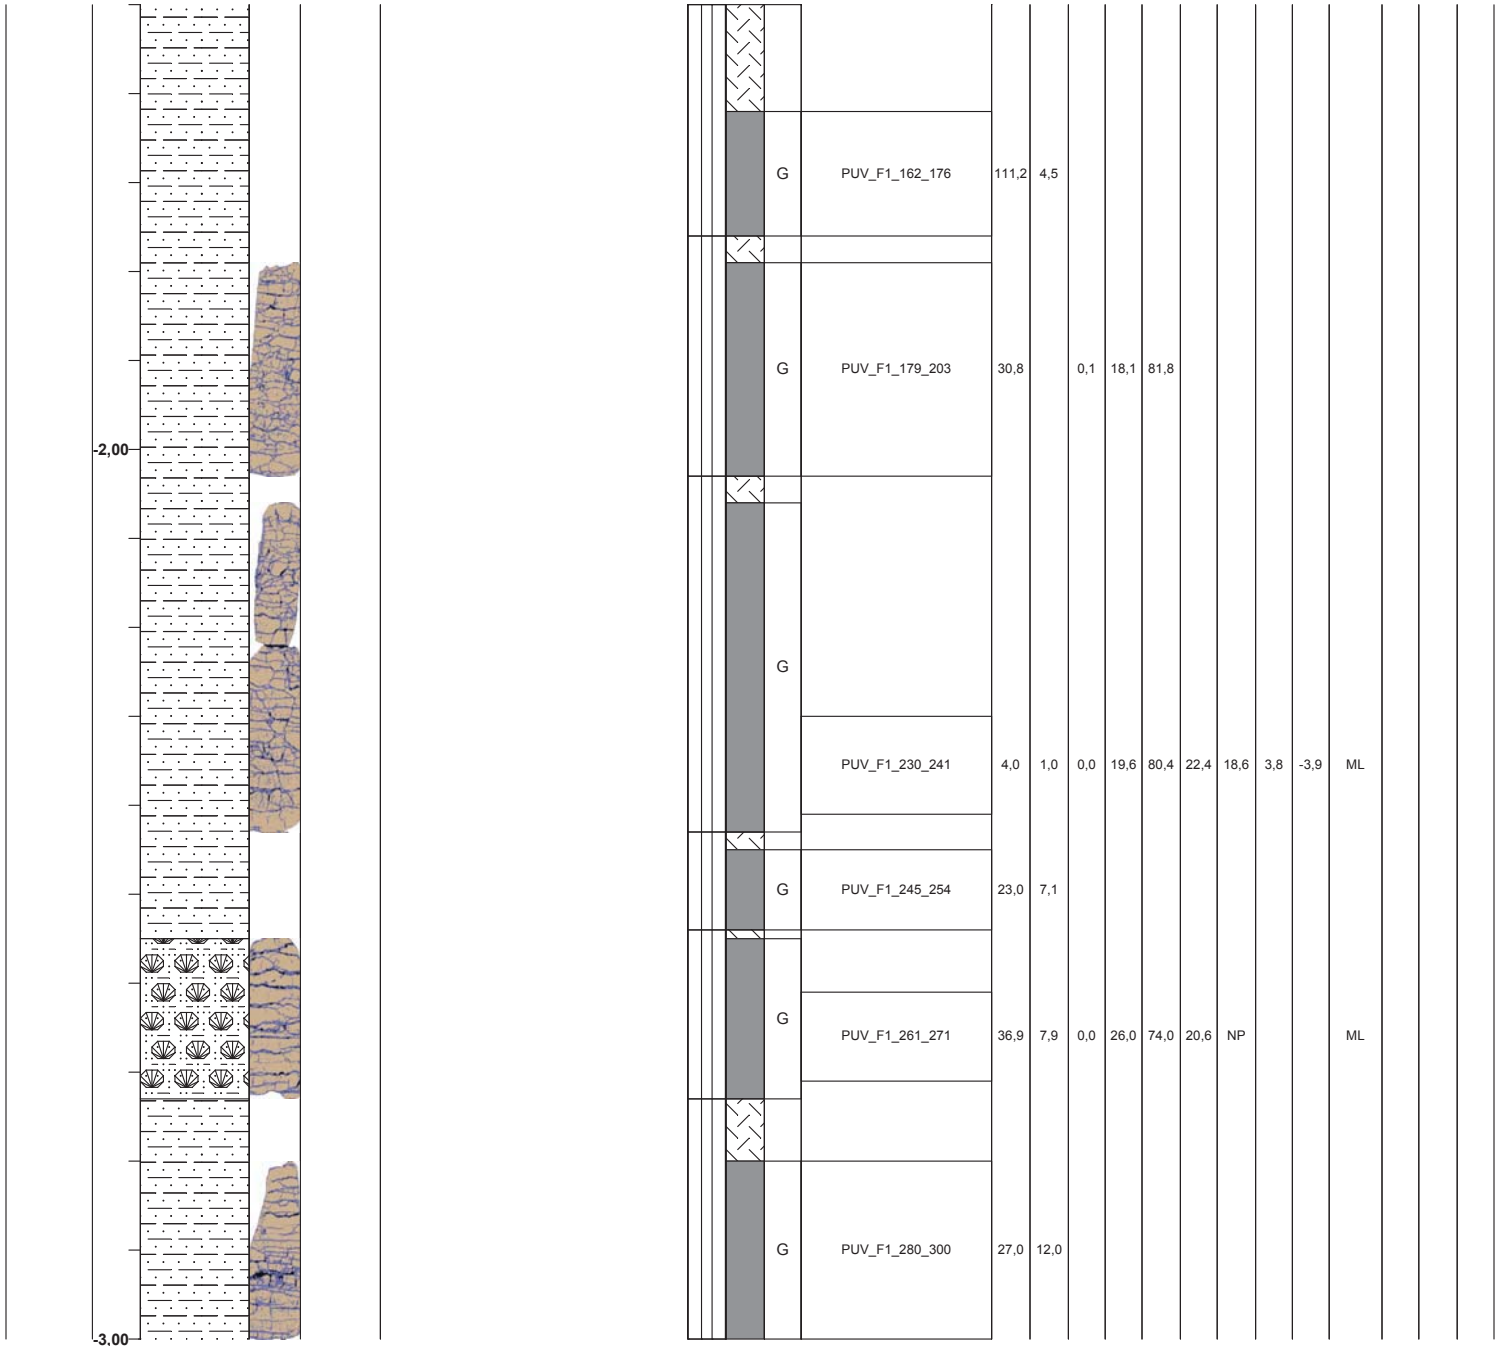 G PUV_F1_162_176 111,2 4,5
G PUV_F1_179_203 30,8 0,1 18,1 81,8
-2,00
G
PUV_F1_230_241 4,0 1,0 0,0 19,6 80,4 22,4 18,6 3,8 -3,9 ML
G PUV_F1_245_254 23,0 7,1
G
PUV_F1_261_271 36,9 7,9 0,0 26,0 74,0 20,6 NP ML
G PUV_F1_280_300 27,0 12,0
-3,00